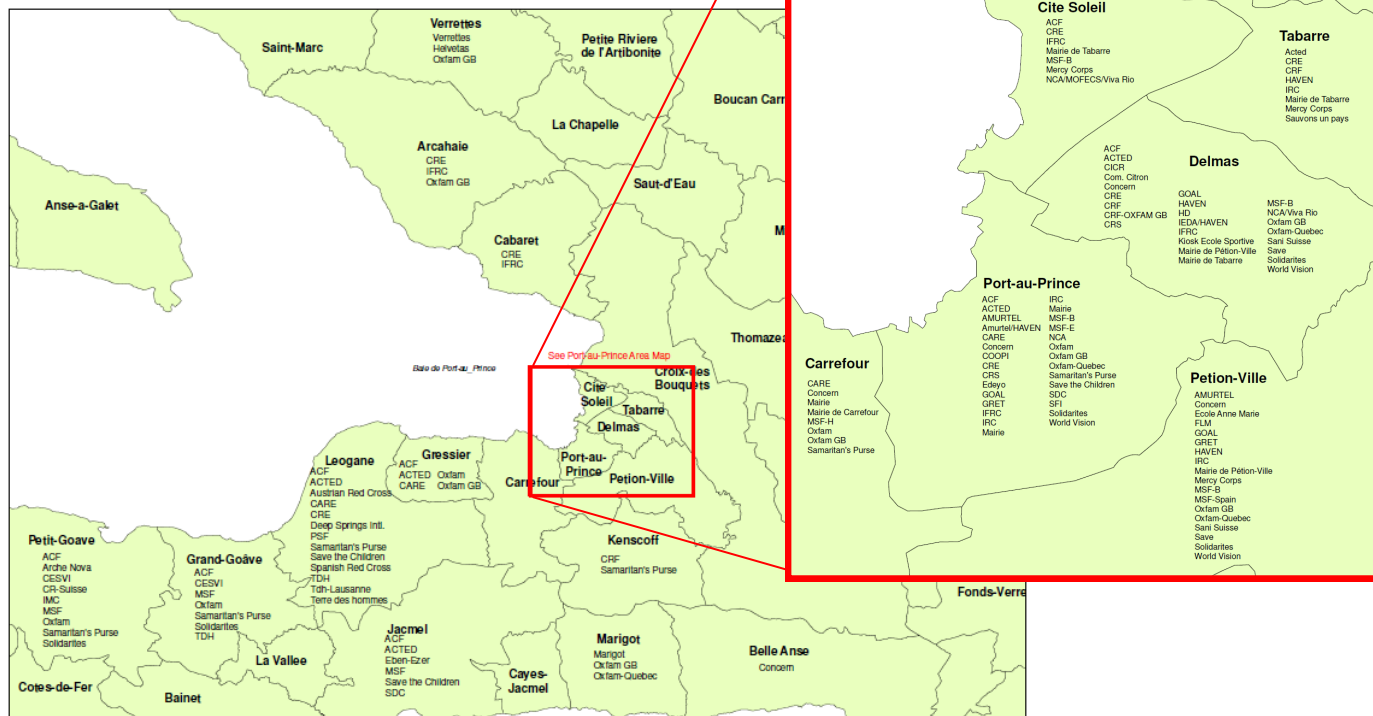 Saint-Marc
Verrettes
Verrettes
Helvetas
Oxfam GB
Petite Riviere
de l'Artibonite
Boucan Carr
La Chapelle
Arcahaie
CRE
IFRC
Oxfam GB
Saut-d'Eau
Anse-a-Galet
Cabaret
CRE
IFRC
M
Thomazea
See Port-au-Prince Area Map
Baie de Port-au_Prince
Croix-des
Bouquets
Cite
Soleil
Tabarre
Delmas
Port-au-
Prince
Petion-Ville
Carrefour
Gressier
ACF
ACTED
CARE
Oxfam
Oxfam GB
Leogane
ACF
ACTED
Austrian Red Cross
CARE
CRE
Deep Springs Intl.
PSF
Samaritan's Purse
Save the Children
Spanish Red Cross
TDH
Tdh-Lausanne
Terre des hommes
Petit-Goave
ACF
Arche Nova
CESVI
CR-Suisse
IMC
MSF
Oxfam
Samaritan's Purse
Solidarites
Grand-Goâve
ACF
CESVI
MSF
Oxfam
Samaritan's Purse
Solidarites
TDH
Kenscoff
CRF
Samaritan's Purse
Fonds-Verre
Jacmel
ACF
ACTED
Eben-Ezer
MSF
Save the Children
SDC
La Vallee
Marigot
Marigot
Oxfam GB
Oxfam-Quebec
Belle Anse
Concern
Cayes-
Jacmel
Cotes-de-Fer
Bainet
Cite Soleil
ACF
CRE
IFRC
Mairie de Tabarre
MSF-B
Mercy Corps
NCA/MOFECS/Viva Rio
Tabarre
Acted
CRE
CRF
HAVEN
IRC
Mairie de Tabarre
Mercy Corps
Sauvons un pays
Delmas
ACF
ACTED
CICR
Com. Citron
Concern
CRE
CRF
CRF-OXFAM GB
CRS
GOAL
HAVEN
HD
IEDA/HAVEN
IFRC
Kiosk Ecole Sportive
Mairie de Pétion-Ville
Mairie de Tabarre
MSF-B
NCA/Viva Rio
Oxfam GB
Oxfam-Quebec
Sani Suisse
Save
Solidarites
World Vision
Port-au-Prince
ACF
ACTED
AMURTEL
Amurtel/HAVEN
CARE
Concern
COOPI
CRE
CRS
Edeyo
GOAL
GRET
IFRC
IRC
Mairie
IRC
Mairie
MSF-B
MSF-E
NCA
Oxfam
Oxfam GB
Oxfam-Quebec
Samaritan's Purse
Save the Children
SDC
SFI
Solidarites
World Vision
Carrefour
CARE
Concern
Mairie
Mairie de Carrefour
MSF-H
Oxfam
Oxfam GB
Samaritan's Purse
Petion-Ville
AMURTEL
Concern
Ecole Anne Marie
FLM
GOAL
GRET
HAVEN
IRC
Mairie de Pétion-Ville
Mercy Corps
MSF-B
MSF-Spain
Oxfam GB
Oxfam-Quebec
Sani Suisse
Save
Solidarites
World Vision